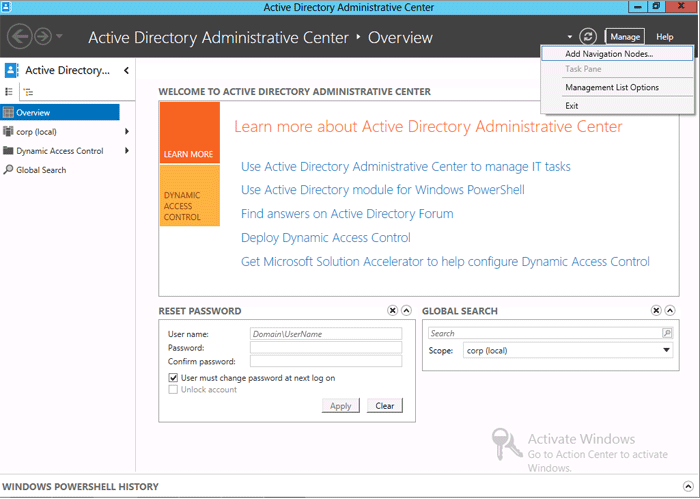 Active Directory Administrative Center
Active Directory Administrative Center • Overview
Manage
Help
Add Navigation Nodes...
Task Pane
Management List Options
Exit
Active Directory...
Overview
corp (local)
Dynamic Access Control
Global Search
WELCOME TO ACTIVE DIRECTORY ADMINISTRATIVE CENTER
LEARN MORE
DYNAMIC
ACCESS
CONTROL
Learn more about Active Directory Administrative Center
Use Active Directory Administrative Center to manage IT tasks
Use Active Directory module for Windows PowerShell
Find answers on Active Directory Forum
Deploy Dynamic Access Control
Get Microsoft Solution Accelerator to help configure Dynamic Access Control
RESET PASSWORD
User name:
Domain\UserName
Password:
Confirm password:
User must change password at next log on
Unlock account
Apply
Clear
GLOBAL SEARCH
Search
Scope:
corp (local)
Activate Windows
Go to Action Center to activate
Windows.
WINDOWS POWERSHELL HISTORY